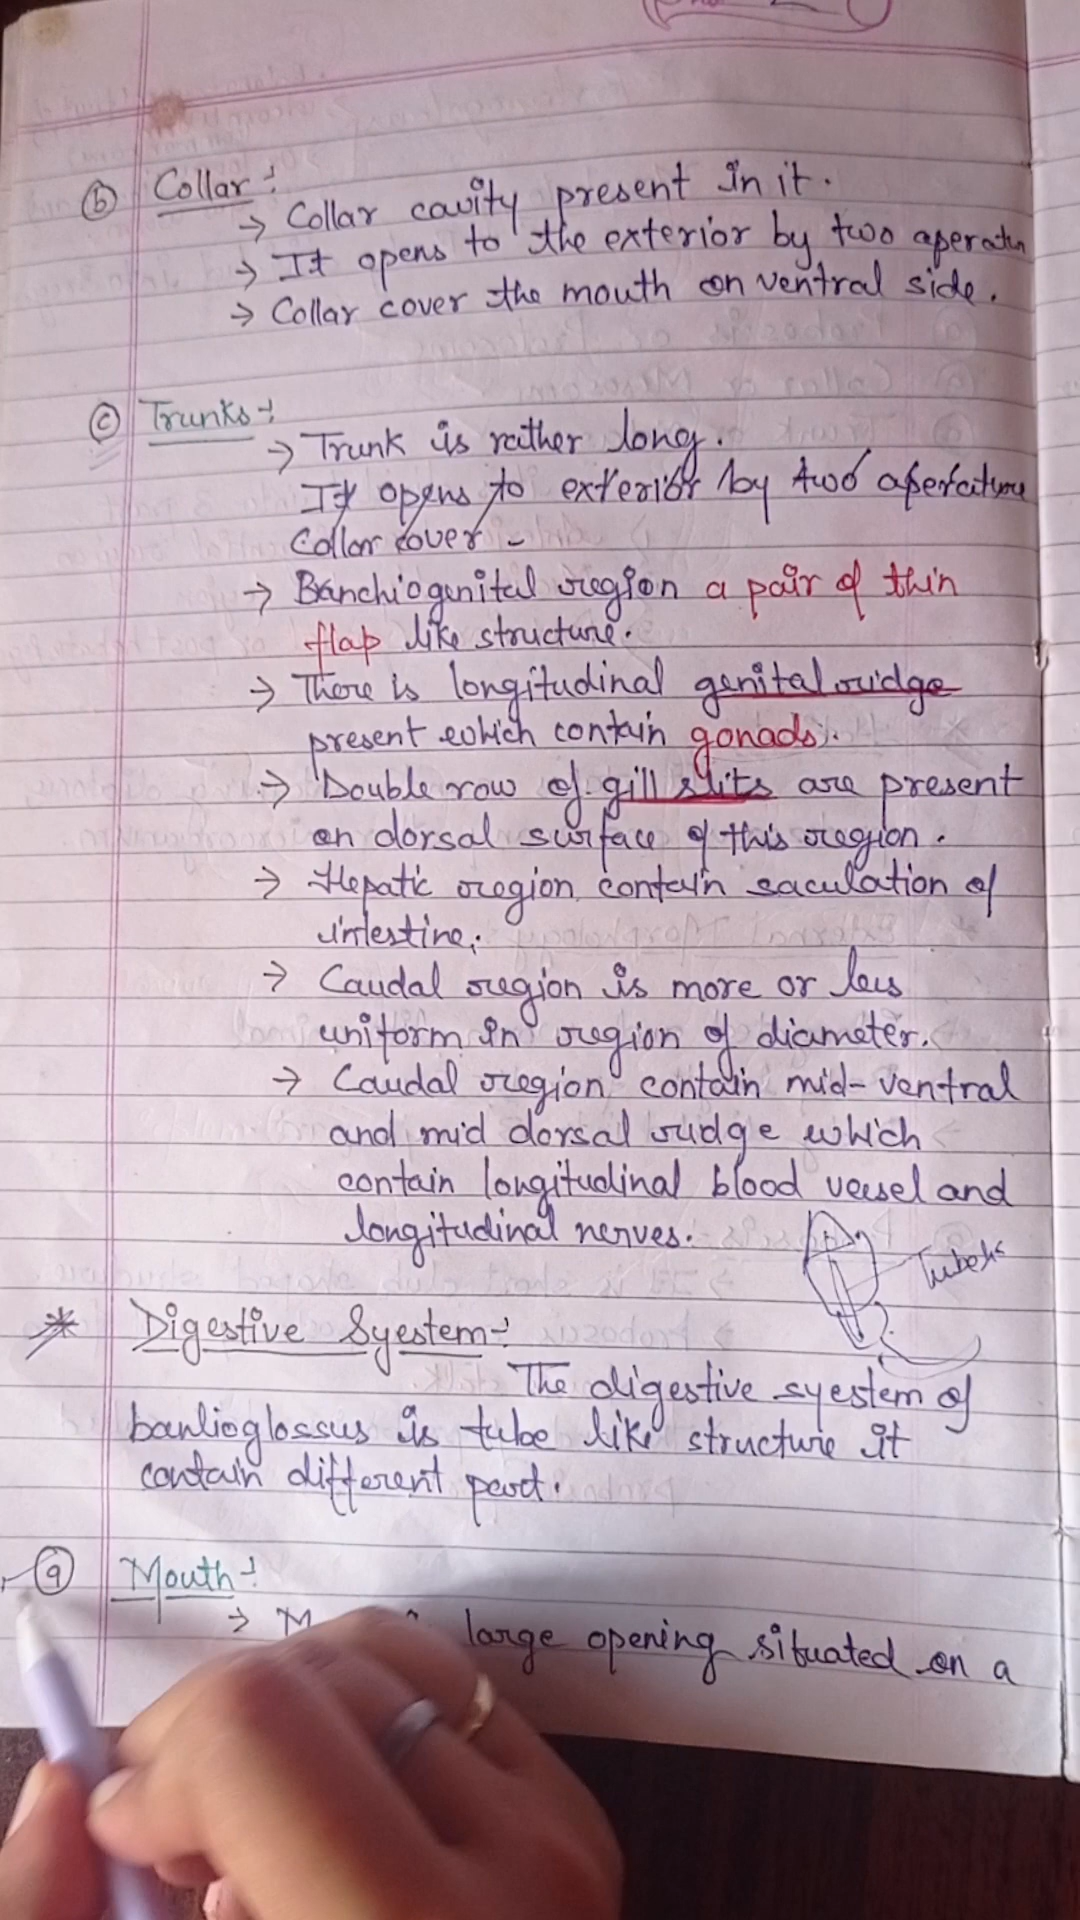 (b) Collar :-
→ Collar cavity present in it.
→ It opens to the exterior by two
→ Collar cover the mouth on ventral side.
(c) Trunks :-
→ Trunk is rather long.
It opens to exterior by two
Collar cover -
→ Banchiogenital region a pair of thin
flap like structure.
→ There is longitudinal genital ridge
present which contain gonads.
→ Double row of gill slits are present
on dorsal surface of this region.
→ Hepatic region contain saculation of
intestine.
→ Caudal region is more or less
uniform in region of diameter.
→ Caudal region contain mid-ventral
and mid dorsal ridge which
contain longitudinal blood vessel and
longitudinal nerves.
* Digestive Syestem :-
The digestive syestem of
banlioglossus is tube like structure it
contain different part.
(a) Mouth :-
→ large opening situated on a